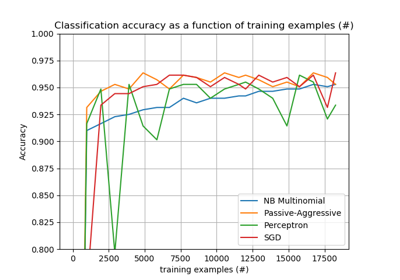 Classification accuracy as a function of training examples (#)
1.000
0.975
0.950
0.925
0.900
0.875
0.850
0.825
0.800
Accuracy
NB Multinomial
Passive-Aggressive
Perceptron
SGD
0 2500 5000 7500 10000 12500 15000 17500
training examples (#)